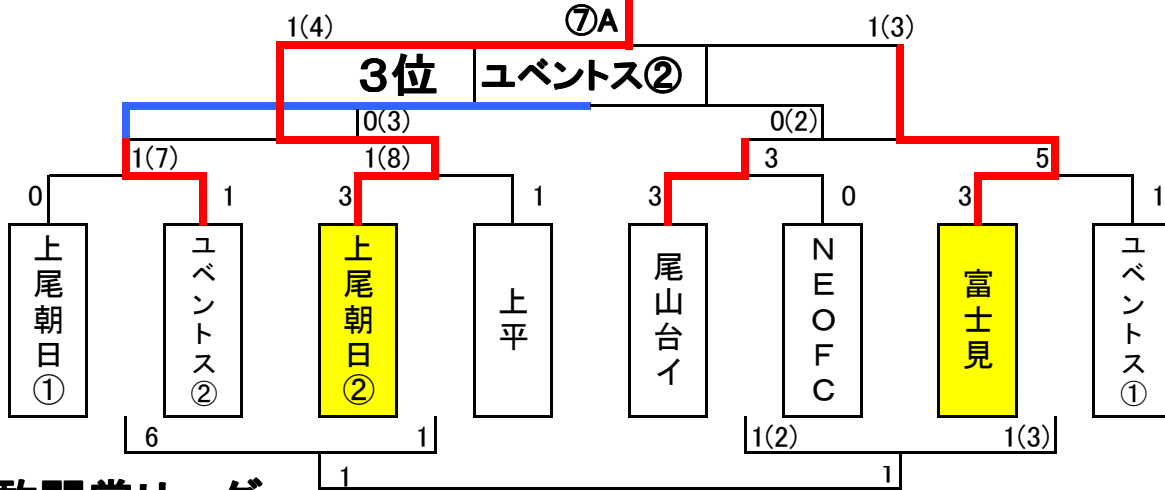 1(4)
⑦A
1(3)
3位
ユベントス②
0(3)
0(2)
1(7)
1(8)
3
5
0
1
3
1
3
0
3
1
上尾朝日①
ユベントス②
上尾朝日②
上平
尾山台イ
NEOFC
富士見
ユベントス①
6
1
1(2)
1(3)
1
1